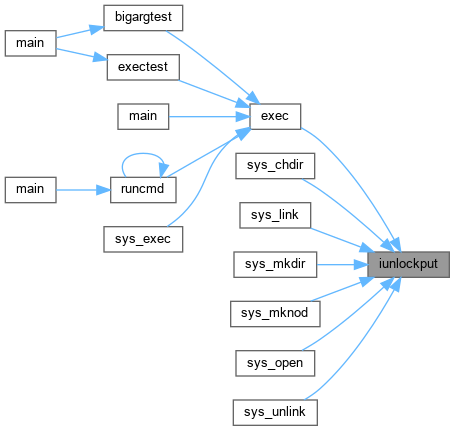 bigargtest
main
exectest
main
exec
sys_chdir
main
runcmd
sys_link
sys_exec
sys_mkdir
iunlockput
sys_mknod
sys_open
sys_unlink